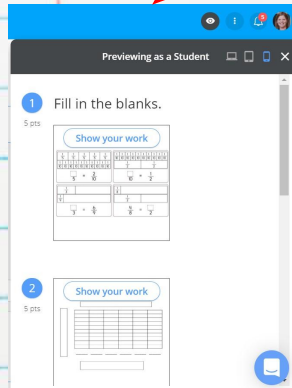 Previewing as a Student
1 Fill in the blanks.
5 pts
Show your work
2
5 pts
Show your work